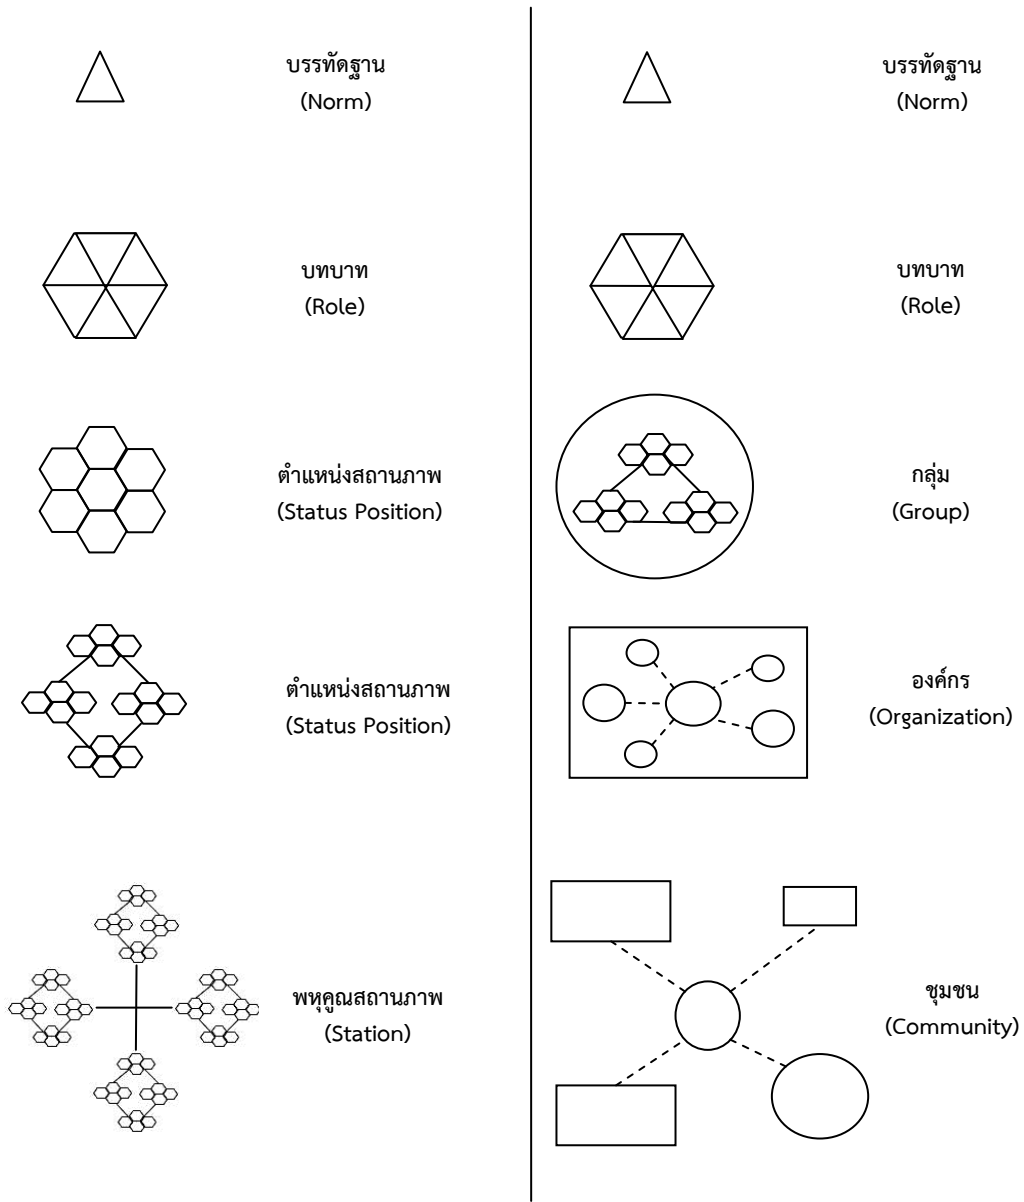 บรรทัดฐาน
(Norm)
บทบาท
(Role)
ตำแหน่งสถานภาพ
(Status Position)
ตำแหน่งสถานภาพ
(Status Position)
พหุคูณสถานภาพ
(Station)
บรรทัดฐาน
(Norm)
บทบาท
(Role)
กลุ่ม
(Group)
องค์กร
(Organization)
ชุมชน
(Community)